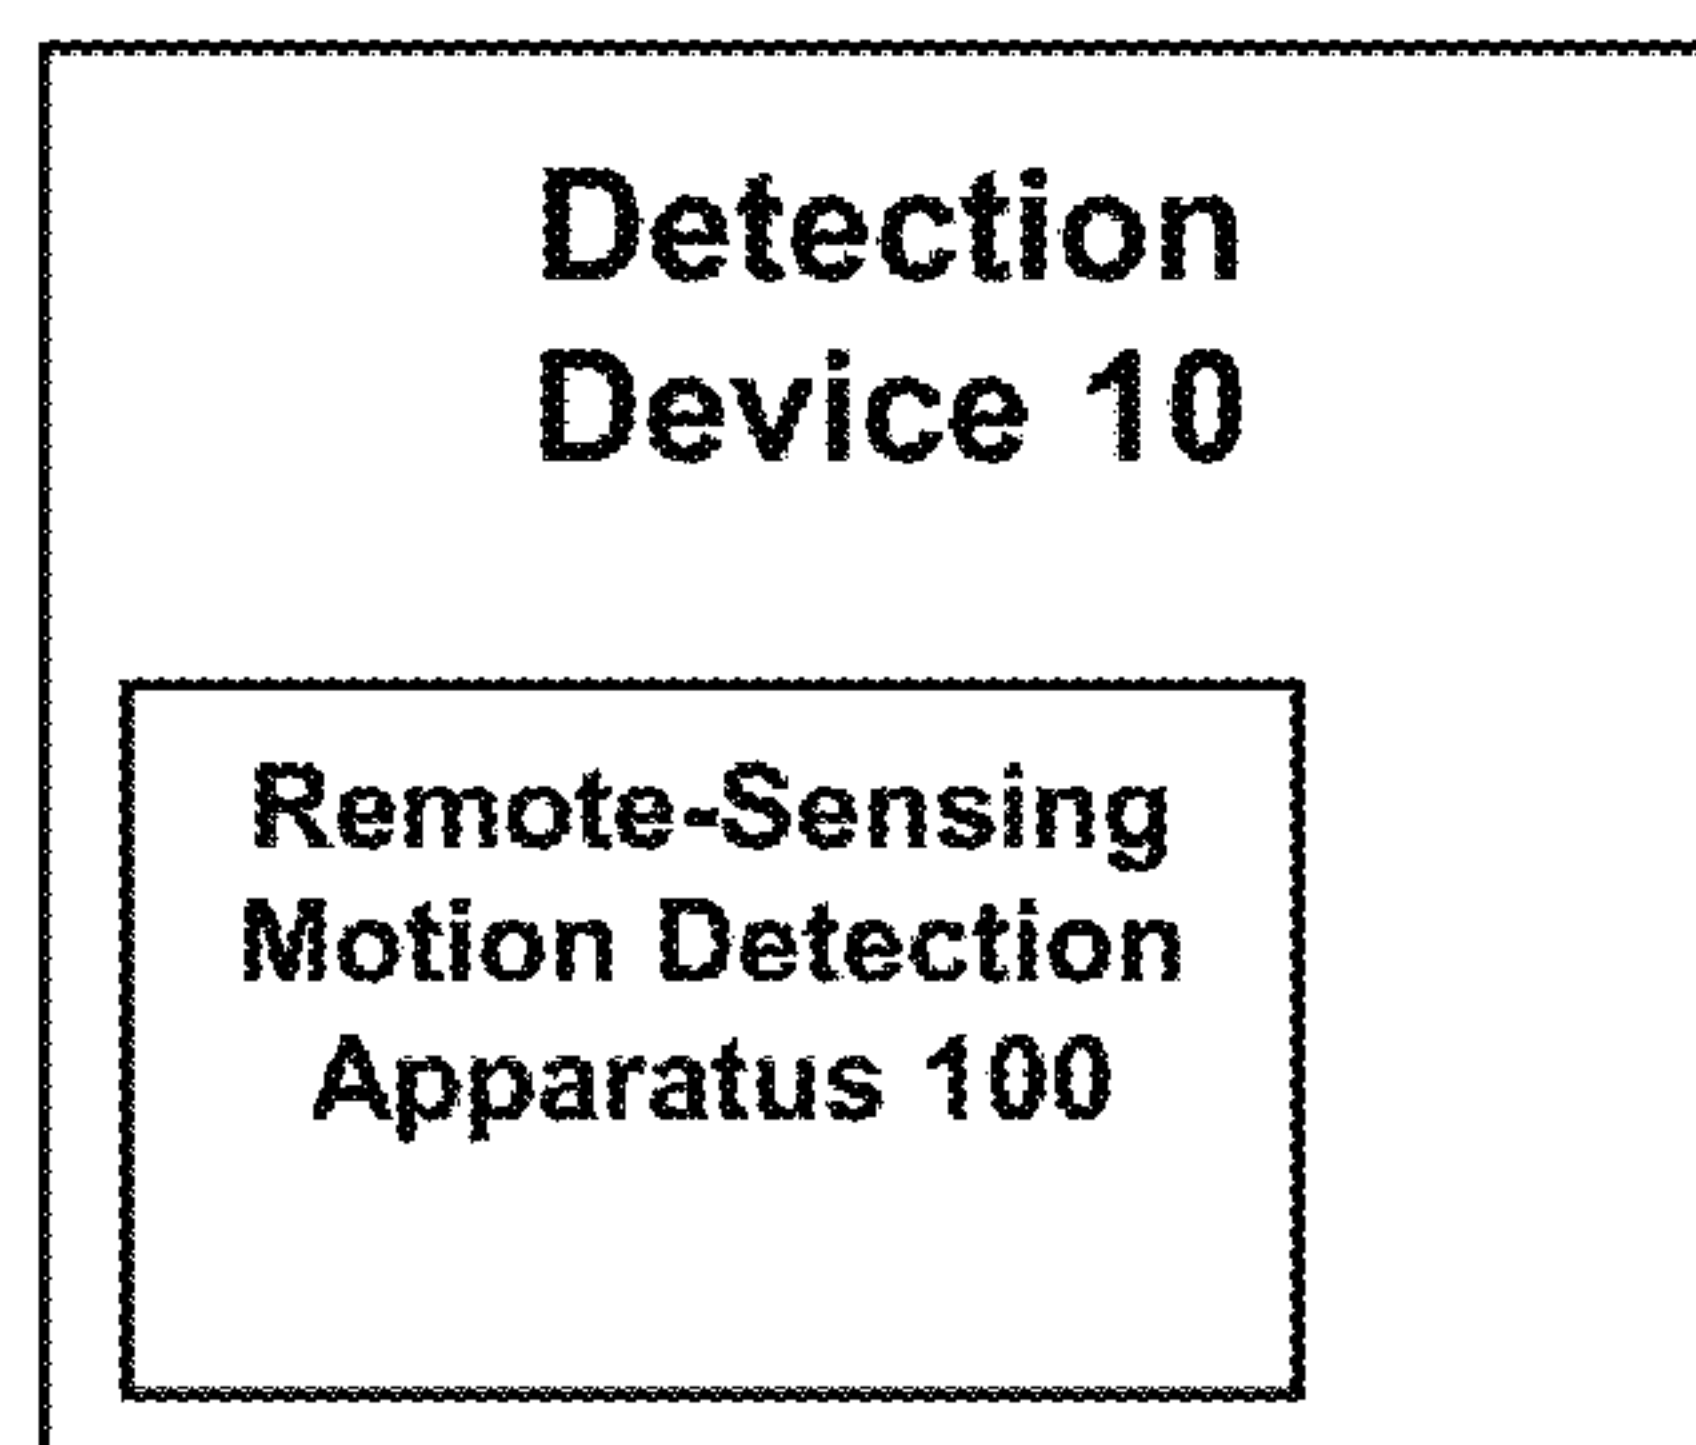 Detection
Device 10
Remote-Sensing
Motion Detection
Apparatus 100